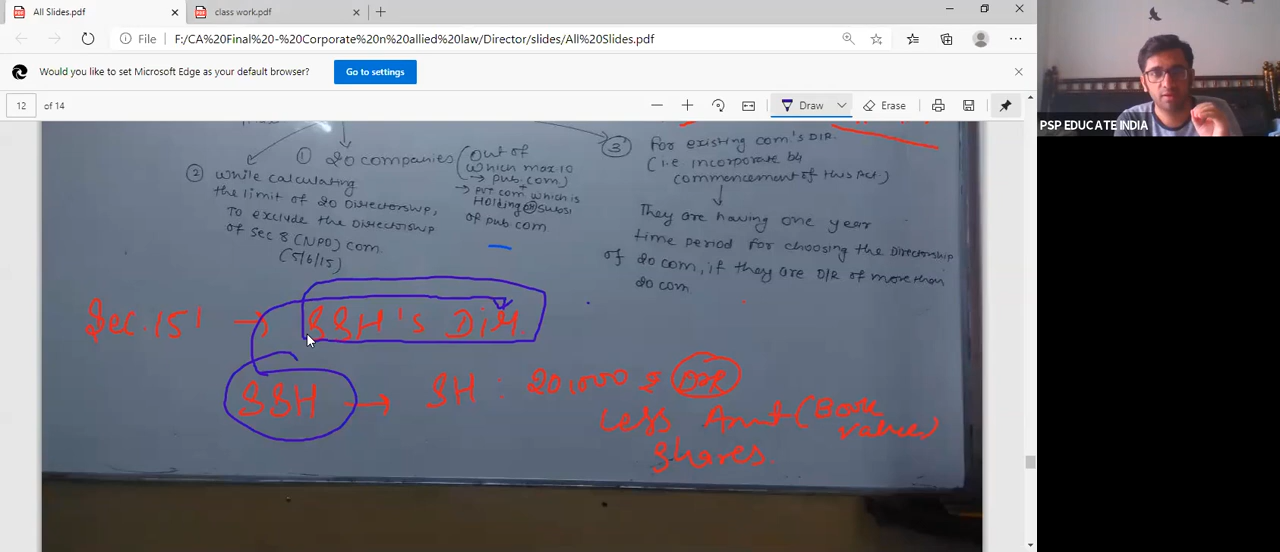 All Slides.pdf
class work.pdf
File
F:/CA%20Final%20-%20Corporate%20n%20allied%20law/Director/slides/All%20Slides.pdf
Would you like to set Microsoft Edge as your default browser?
Go to settings
12 of 14
Draw
Erase
PSP EDUCATE INDIA
① 20 companies (out of
which max 10
→ pub.com)
→ Pvt com which is
Holding or subsi
of pub com
② while calculating
the limit of 20 Directorship,
To exclude the Directorship
of Sec 8 (NPO) com
(5/6/15)
③ For existing com's DIR
(i.e incorporate by
commencement of this Act)
They are having one year
time period for choosing the Directorship
of 20 com, if they are DIR of more than
20 com
Sec. 151 → SSH's Dir.
SSH → SH : 20,000 ₹ OR
Less Amt (
shares.